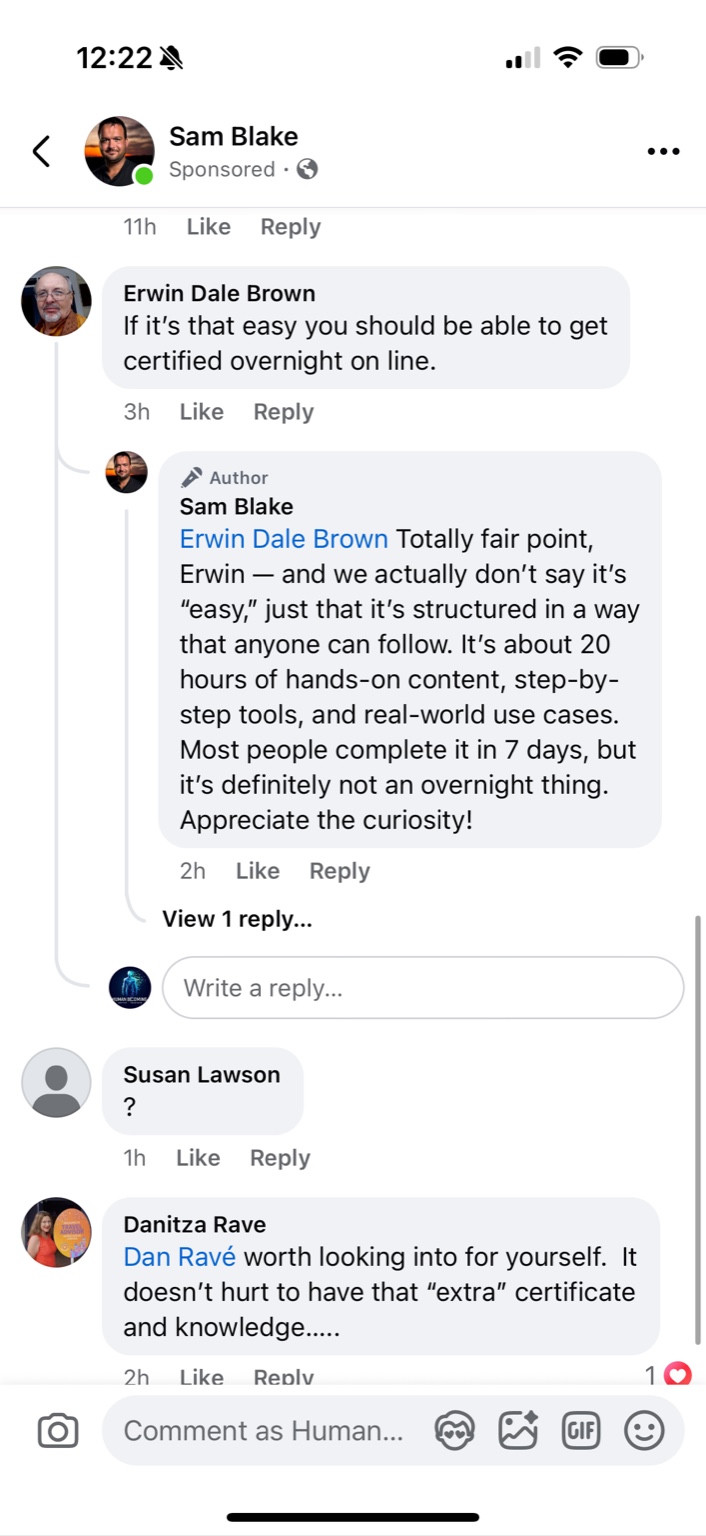 12:22
Sam Blake
Sponsored ·
11h Like Reply
Erwin Dale Brown
If it’s that easy you should be able to get
certified overnight on line.
3h Like Reply
Author
Sam Blake
Erwin Dale Brown Totally fair point,
Erwin — and we actually don’t say it’s
“easy,” just that it’s structured in a way
that anyone can follow. It’s about 20
hours of hands-on content, step-by-
step tools, and real-world use cases.
Most people complete it in 7 days, but
it’s definitely not an overnight thing.
Appreciate the curiosity!
2h Like Reply
View 1 reply...
Write a reply...
Susan Lawson
?
1h Like Reply
Danitza Rave
Dan Ravé worth looking into for yourself.  It
doesn’t hurt to have that “extra” certificate
and knowledge.....
2h Like Reply 1
Comment as Human...
GIF